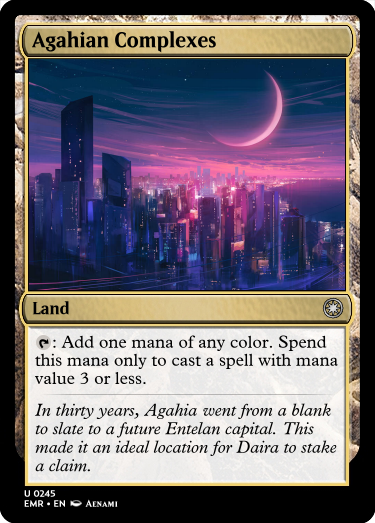 Agahian Complexes
Land
: Add one mana of any color. Spend
this mana only to cast a spell with mana
value 3 or less.
In thirty years, Agahia went from a blank
to slate to a future Entelan capital. This
made it an ideal location for Daira to stake
a claim.
U 0245
EMR • EN AENAMI